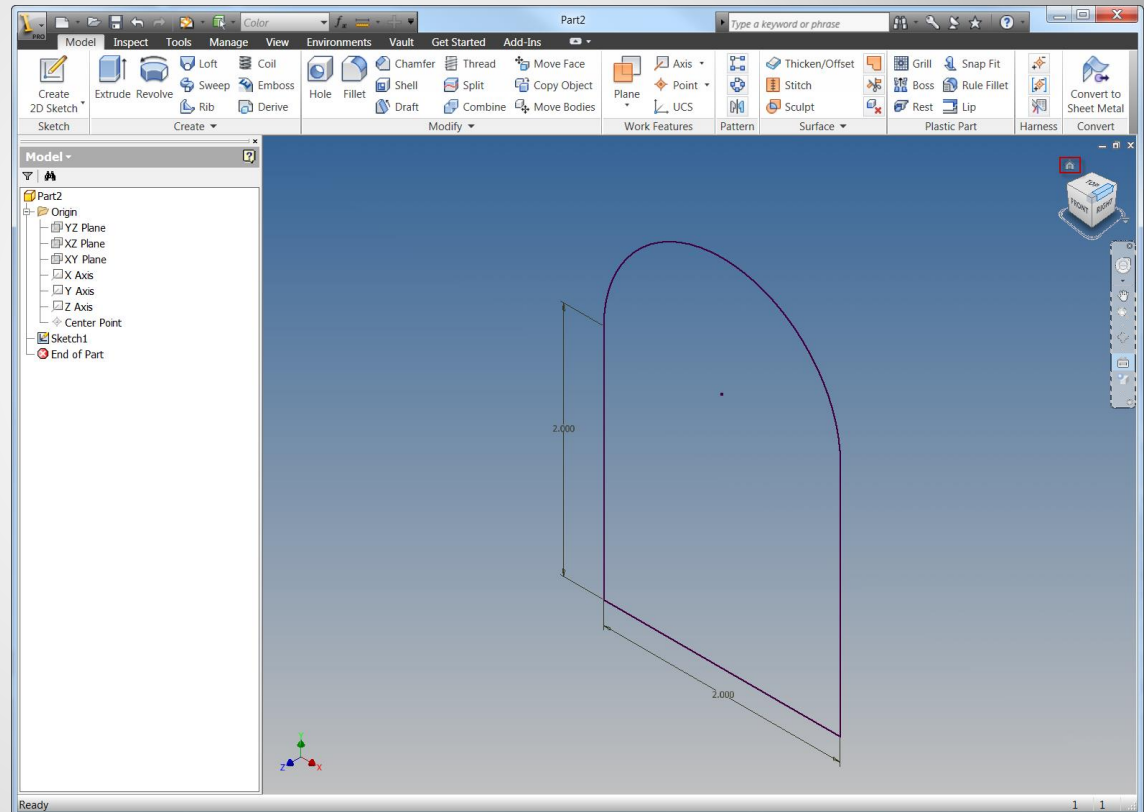 PRO
Color
fx
Part2
Type a keyword or phrase
Model Inspect Tools Manage View Environments Vault Get Started Add-Ins
Create
2D Sketch
Extrude Revolve
Loft
Sweep
Rib
Coil
Emboss
Derive
Hole Fillet
Chamfer
Shell
Draft
Thread
Split
Combine
Move Face
Copy Object
Move Bodies
Plane
Axis
Point
UCS
Thicken/Offset
Stitch
Sculpt
Grill
Boss
Rest
Snap Fit
Rule Fillet
Lip
Convert to
Sheet Metal
Sketch Create Modify Work Features Pattern Surface Plastic Part Harness Convert
Model
Part2
Origin
YZ Plane
XZ Plane
XY Plane
X Axis
Y Axis
Z Axis
Center Point
Sketch1
End of Part
TOP
FRONT
RIGHT
2.000
2.000
Y
Z
X
Ready
1 1